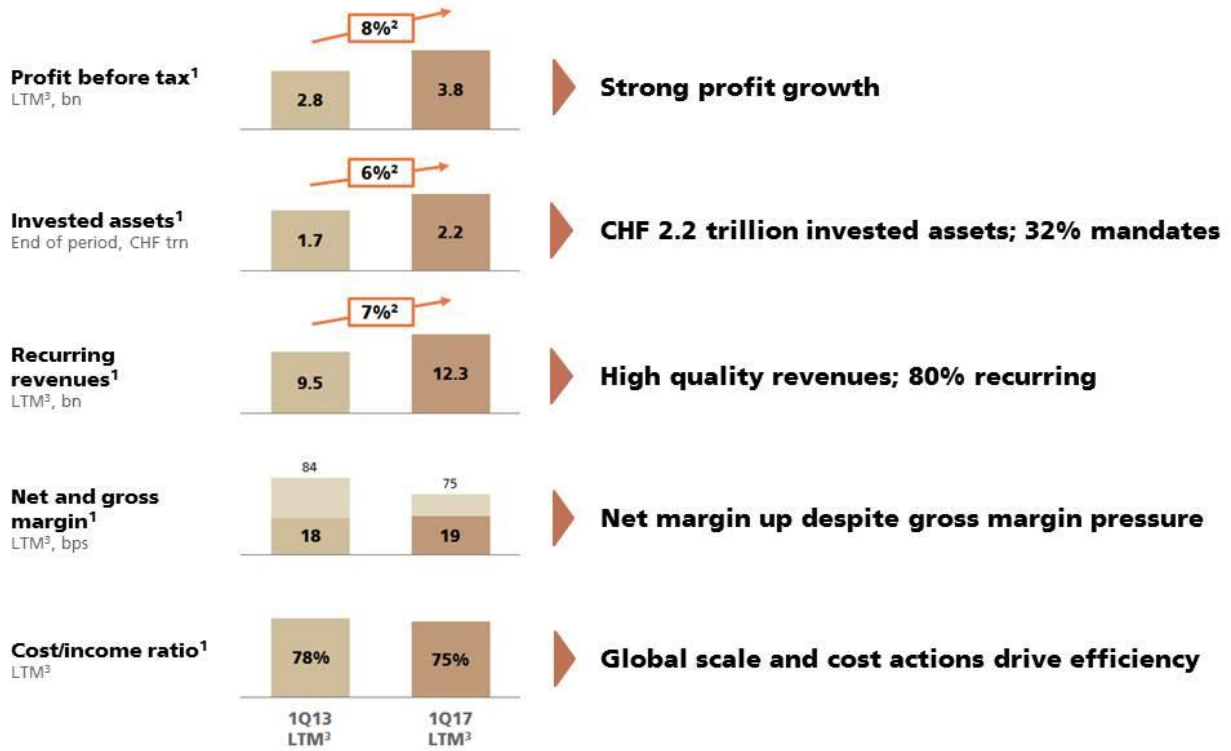 8%²
Profit before tax¹
LTM³, bn
2.8
3.8
Strong profit growth
6%²
Invested assets¹
End of period, CHF trn
1.7
2.2
CHF 2.2 trillion invested assets; 32% mandates
7%²
Recurring
revenues¹
LTM³, bn
9.5
12.3
High quality revenues; 80% recurring
84
75
Net and gross
margin¹
LTM³, bps
18
19
Net margin up despite gross margin pressure
Cost/income ratio¹
LTM³
78%
75%
Global scale and cost actions drive efficiency
1Q13
LTM³
1Q17
LTM³